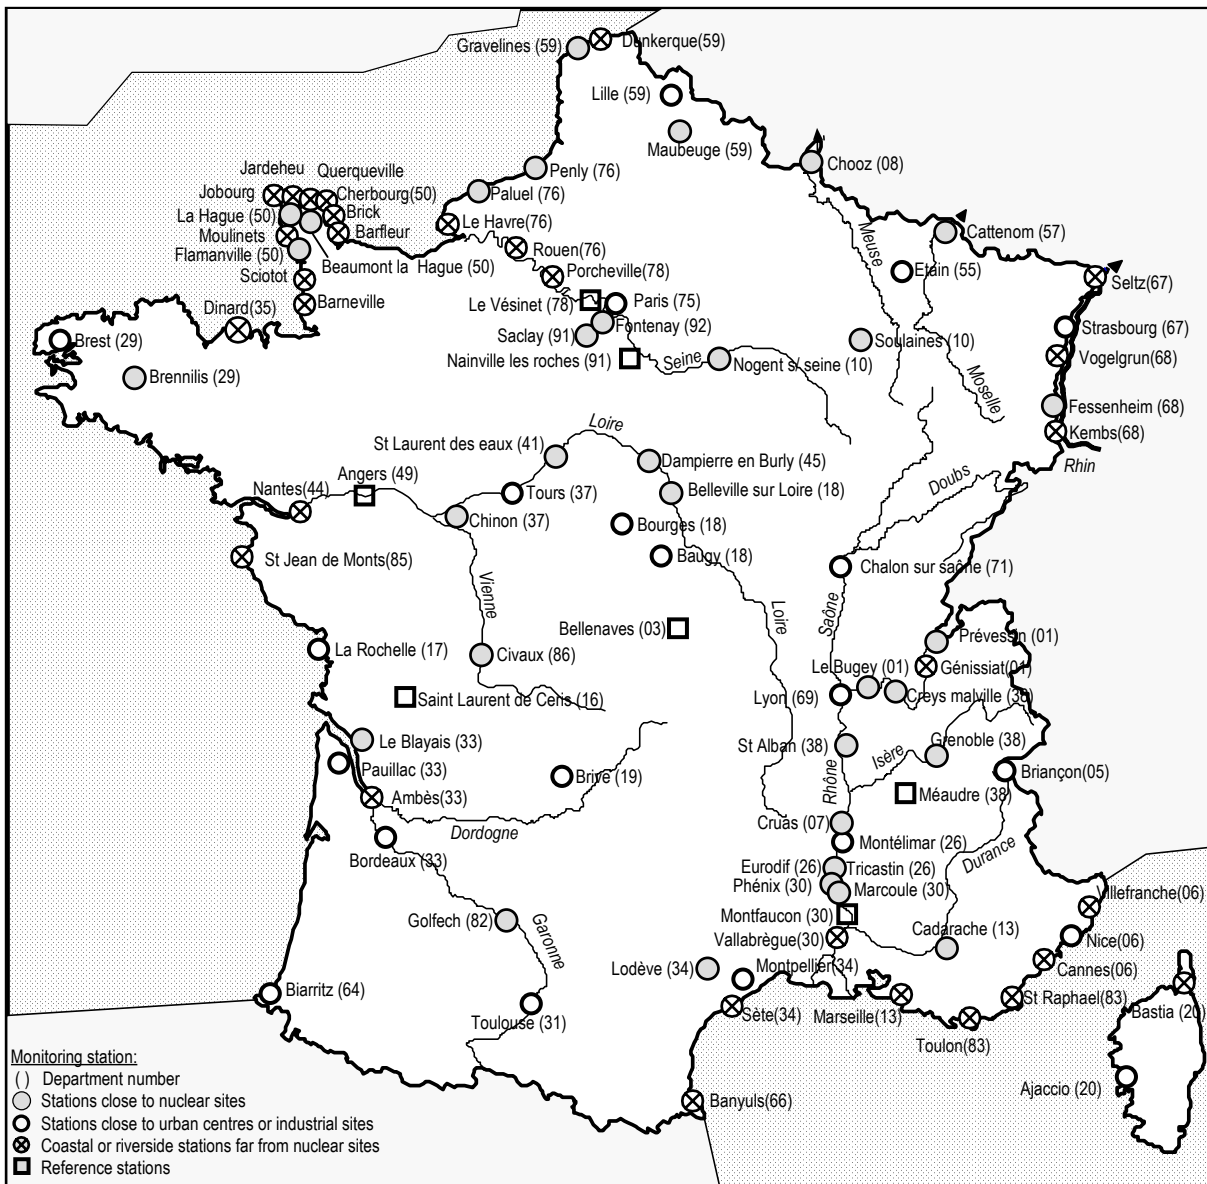 Gravelines (59)
Dunkerque(59)
Lille (59)
Maubeuge (59)
Chooz (08)
Jardeheu
Querqueville
Penly (76)
Jobourg
Cherbourg(50)
Paluel (76)
La Hague (50)
Brick
Le Havre(76)
Moulinets
Barfleur
Meuse
Cattenom (57)
Flamanville (50)
Rouen(76)
Beaumont la Hague (50)
Porcheville(78)
Etain (55)
Sciotot
Seltz(67)
Dinard(35)
Barneville
Le Vésinet (78)
Paris (75)
Fontenay (92)
Strasbourg (67)
Brest (29)
Saclay (91)
Soulaines (10)
Nainville les roches (91)
Seine
Nogent s/ seine (10)
Vogelgrun(68)
Brennilis (29)
Moselle
Fessenheim (68)
Loire
St Laurent des eaux (41)
Kembs(68)
Dampierre en Burly (45)
Rhin
Angers (49)
Doubs
Nantes(44)
Tours (37)
Belleville sur Loire (18)
Chinon (37)
Bourges (18)
St Jean de Monts(85)
Baugy (18)
Chalon sur saône (71)
Vienne
Loire
Saône
Bellenaves (03)
Prévessin (01)
La Rochelle (17)
Civaux (86)
Le Bugey (01)
Génissiat(01)
Saint Laurent de Ceris (16)
Lyon (69)
Creys malville (38)
Le Blayais (33)
St Alban (38)
Isère
Grenoble (38)
Pauillac (33)
Brive (19)
Rhône
Briançon(05)
Ambès(33)
Méaudre (38)
Dordogne
Cruas (07)
Bordeaux (33)
Montélimar (26)
Durance
Eurodif (26)
Tricastin (26)
Phénix (30)
Marcoule (30)
Villefranche(06)
Golfech (82)
Montfaucon (30)
Garonne
Vallabrègue(30)
Cadarache (13)
Nice(06)
Lodève (34)
Montpellier(34)
Cannes(06)
Biarritz (64)
St Raphael(83)
Toulouse (31)
Sète(34)
Marseille(13)
Bastia (20)
Toulon(83)
Ajaccio (20)
Banyuls(66)
Monitoring station:
( ) Department number
Stations close to nuclear sites
Stations close to urban centres or industrial sites
Coastal or riverside stations far from nuclear sites
Reference stations